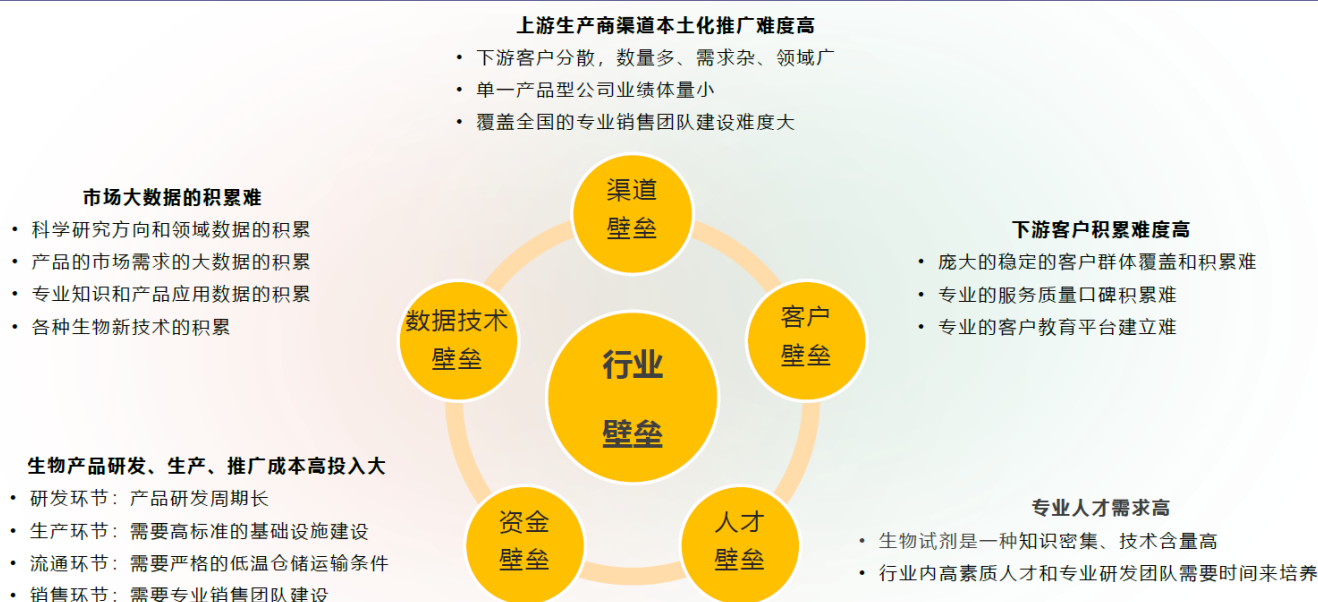 上游生产商渠道本土化推广难度高
• 下游客户分散，数量多、需求杂、领域广
• 单一产品型公司业绩体量小
• 覆盖全国的专业销售团队建设难度大
渠道
壁垒
市场大数据的积累难
• 科学研究方向和领域数据的积累
• 产品的市场需求的大数据的积累
• 专业知识和产品应用数据的积累
• 各种生物新技术的积累
数据技术
壁垒
行业
壁垒
客户
壁垒
下游客户积累难度高
• 庞大的稳定的客户群体覆盖和积累难
• 专业的服务质量口碑积累难
• 专业的客户教育平台建立难
生物产品研发、生产、推广成本高投入大
• 研发环节：产品研发周期长
• 生产环节：需要高标准的基础设施建设
• 流通环节：需要严格的低温仓储运输条件
• 销售环节：需要专业销售团队建设
资金
壁垒
人才
壁垒
专业人才需求高
• 生物试剂是一种知识密集、技术含量高
• 行业内高素质人才和专业研发团队需要时间来培养